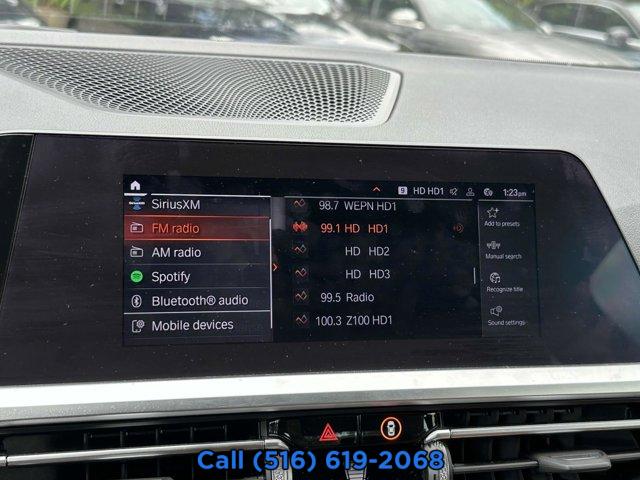 9 HD HD1 1:23pm
SiriusXM
FM radio
AM radio
Spotify
Bluetooth® audio
Mobile devices
98.7 WEPN HD1
99.1 HD HD1
HD HD2
HD HD3
99.5 Radio
100.3 Z100 HD1
Add to presets
Manual search
Recognize title
Sound settings
Call (516) 619-2068